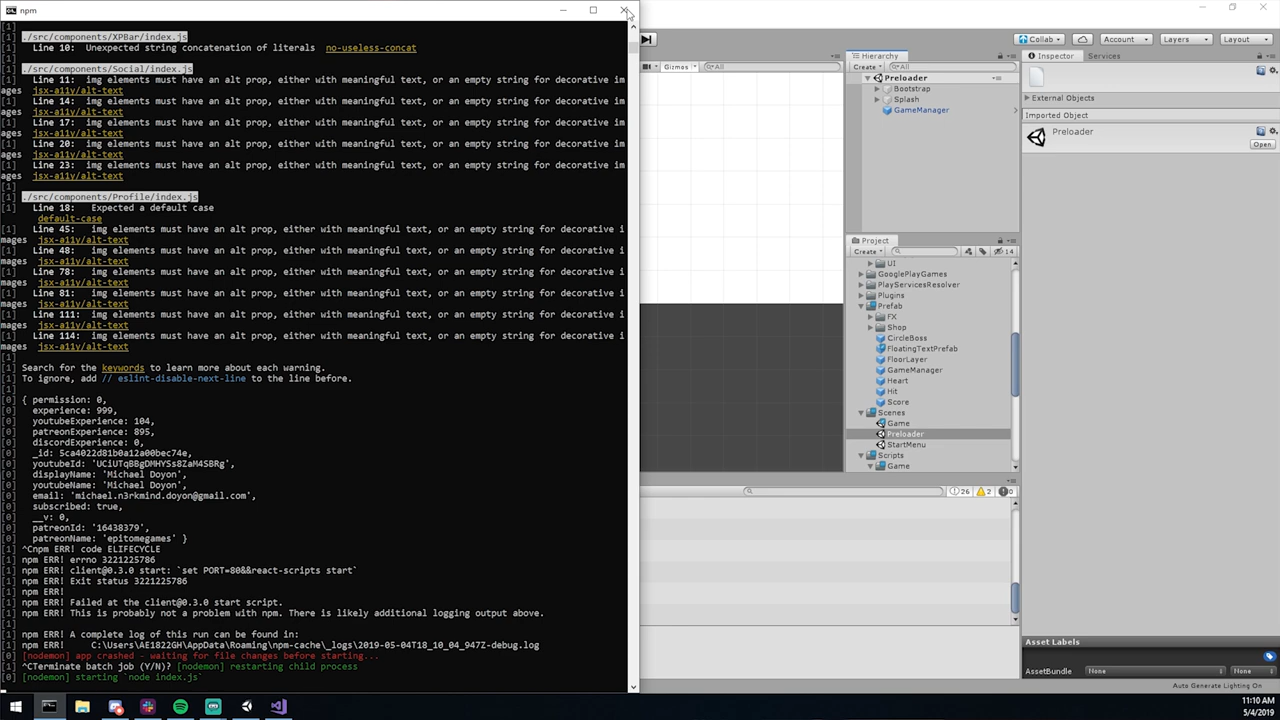 npm
[1]
[1] ./src/components/XPBar/index.js
[1]   Line 10:  Unexpected string concatenation of literals  no-useless-concat
[1]
[1] ./src/components/Social/index.js
[1]   Line 11:  img elements must have an alt prop, either with meaningful text, or an empty string for decorative im
ages  jsx-a11y/alt-text
[1]   Line 14:  img elements must have an alt prop, either with meaningful text, or an empty string for decorative im
ages  jsx-a11y/alt-text
[1]   Line 17:  img elements must have an alt prop, either with meaningful text, or an empty string for decorative im
ages  jsx-a11y/alt-text
[1]   Line 20:  img elements must have an alt prop, either with meaningful text, or an empty string for decorative im
ages  jsx-a11y/alt-text
[1]   Line 23:  img elements must have an alt prop, either with meaningful text, or an empty string for decorative im
ages  jsx-a11y/alt-text
[1]
[1] ./src/components/Profile/index.js
[1]   Line 18:   Expected a default case
   default-case
[1]   Line 45:   img elements must have an alt prop, either with meaningful text, or an empty string for decorative i
mages  jsx-a11y/alt-text
[1]   Line 48:   img elements must have an alt prop, either with meaningful text, or an empty string for decorative i
mages  jsx-a11y/alt-text
[1]   Line 78:   img elements must have an alt prop, either with meaningful text, or an empty string for decorative i
mages  jsx-a11y/alt-text
[1]   Line 81:   img elements must have an alt prop, either with meaningful text, or an empty string for decorative i
mages  jsx-a11y/alt-text
[1]   Line 111:  img elements must have an alt prop, either with meaningful text, or an empty string for decorative i
mages  jsx-a11y/alt-text
[1]   Line 114:  img elements must have an alt prop, either with meaningful text, or an empty string for decorative i
mages  jsx-a11y/alt-text
[1]
[1] Search for the keywords to learn more about each warning.
[1] To ignore, add // eslint-disable-next-line to the line before.
[1]
[0] { permission: 0,
[0]   experience: 999,
[0]   youtubeExperience: 104,
[0]   patreonExperience: 895,
[0]   discordExperience: 0,
[0]   _id: 5ca4022d81b0a12a00bec74e,
[0]   youtubeId: 'UCiUTqBBgDMHYSs8ZaM4SBRg',
[0]   displayName: 'Michael Doyon',
[0]   youtubeName: 'Michael Doyon',
[0]   email: 'michael.n3rkmind.doyon@gmail.com',
[0]   subscribed: true,
[0]   __v: 0,
[0]   patreonId: '16438379',
[0]   patreonName: 'epitomegames' }
[1] ^Cnpm ERR! code ELIFECYCLE
[1] npm ERR! errno 3221225786
[1] npm ERR! client@0.3.0 start: `set PORT=80&&react-scripts start`
[1] npm ERR! Exit status 3221225786
[1] npm ERR!
[1] npm ERR! Failed at the client@0.3.0 start script.
[1] npm ERR! This is probably not a problem with npm. There is likely additional logging output above.
[1]
[1] npm ERR! A complete log of this run can be found in:
[1] npm ERR!     C:\Users\AE1822GH\AppData\Roaming\npm-cache\_logs\2019-05-04T18_10_04_947Z-debug.log
[0] [nodemon] app crashed - waiting for file changes before starting...
[1] ^CTerminate batch job (Y/N)? [nodemon] restarting child process
[0] [nodemon] starting `node index.js`
Collab
Account
Layers
Layout
Gizmos
All
Hierarchy
Create
All
Preloader
Bootstrap
Splash
GameManager
Project
Create
14
UI
GooglePlayGames
PlayServicesResolver
Plugins
Prefab
FX
Shop
CircleBoss
FloatingTextPrefab
FloorLayer
GameManager
Heart
Hit
Score
Scenes
Game
Preloader
StartMenu
Scripts
Game
26
2
0
Inspector
Services
External Objects
Imported Object
Preloader
Open
Asset Labels
AssetBundle
None
None
Auto Generate Lighting On
11:10 AM
5/4/2019